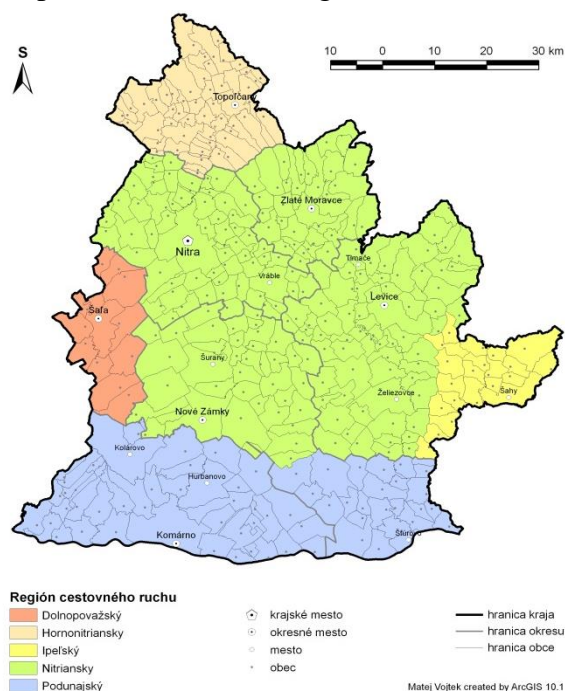 S
10 0 10 20 30 km
Topoľčany
Zlaté Moravce
Nitra
Tlmače
Vráble
Levice
Šaľa
Šurany
Želiezovce
Šahy
Nové Zámky
Kolárovo
Hurbanovo
Komárno
Štúrovo
Región cestovného ruchu
Dolnopovažský
Hornonitriansky
Ipeľský
Nitriansky
Podunajský
krajské mesto
okresné mesto
mesto
obec
hranica kraja
hranica okresu
hranica obce
Matej Vojtek created by ArcGIS 10.1